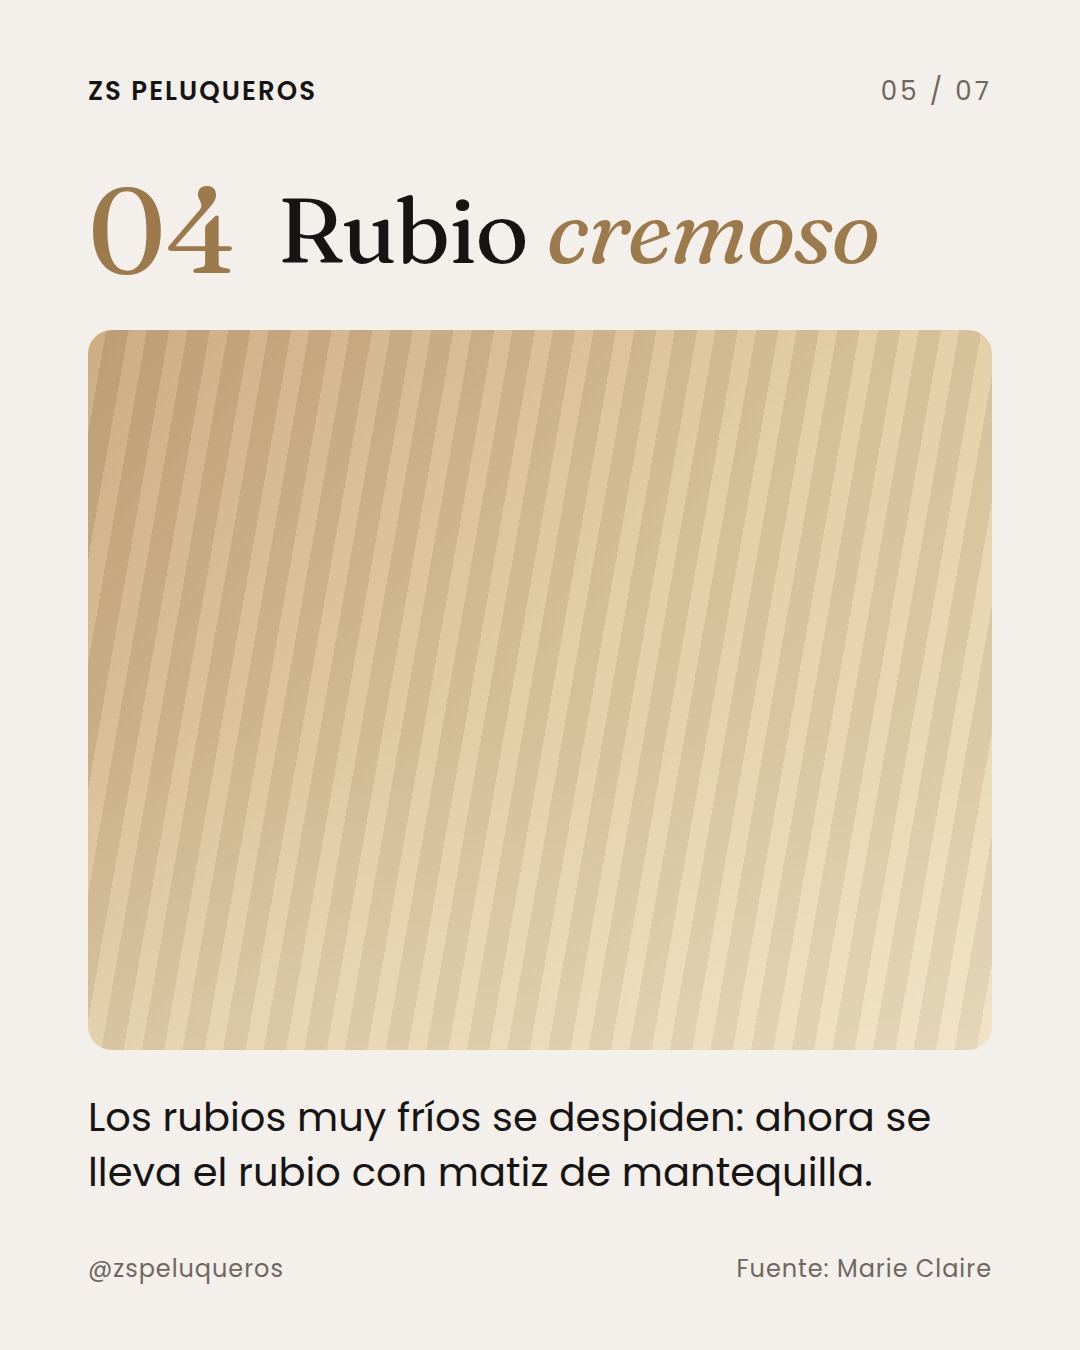 ZS PELUQUEROS
05 / 07
04 Rubio cremoso
Los rubios muy fríos se despiden: ahora se
lleva el rubio con matiz de mantequilla.
@zspeluqueros
Fuente: Marie Claire